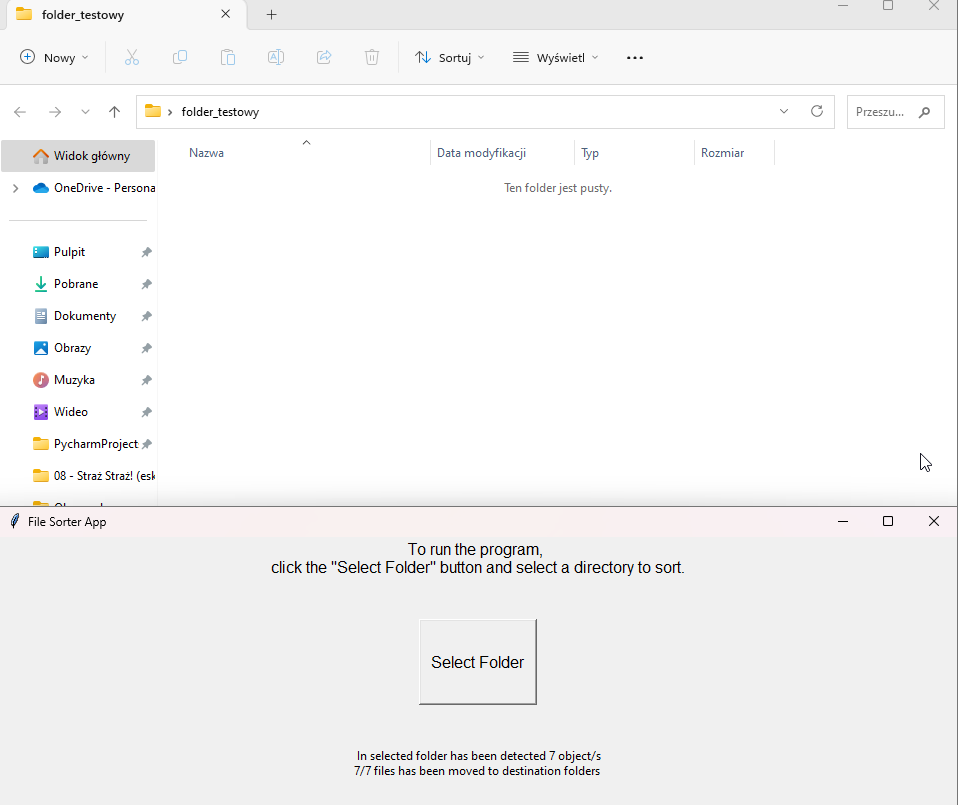 folder_testowy
Nowy
Sortuj
Wyświetl
folder_testowy
Przeszu...
Widok główny
Nazwa
Data modyfikacji
Typ
Rozmiar
OneDrive - Persona
Ten folder jest pusty.
Pulpit
Pobrane
Dokumenty
Obrazy
Muzyka
Wideo
PycharmProject
08 - Straż Straż! (esk
File Sorter App
To run the program,
click the "Select Folder" button and select a directory to sort.
Select Folder
In selected folder has been detected 7 object/s
7/7 files has been moved to destination folders